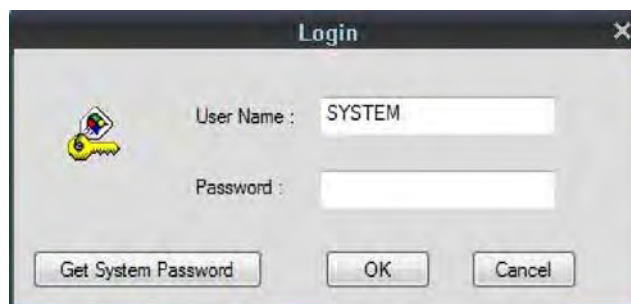 Login
User Name :
SYSTEM
Password :
Get System Password
OK
Cancel